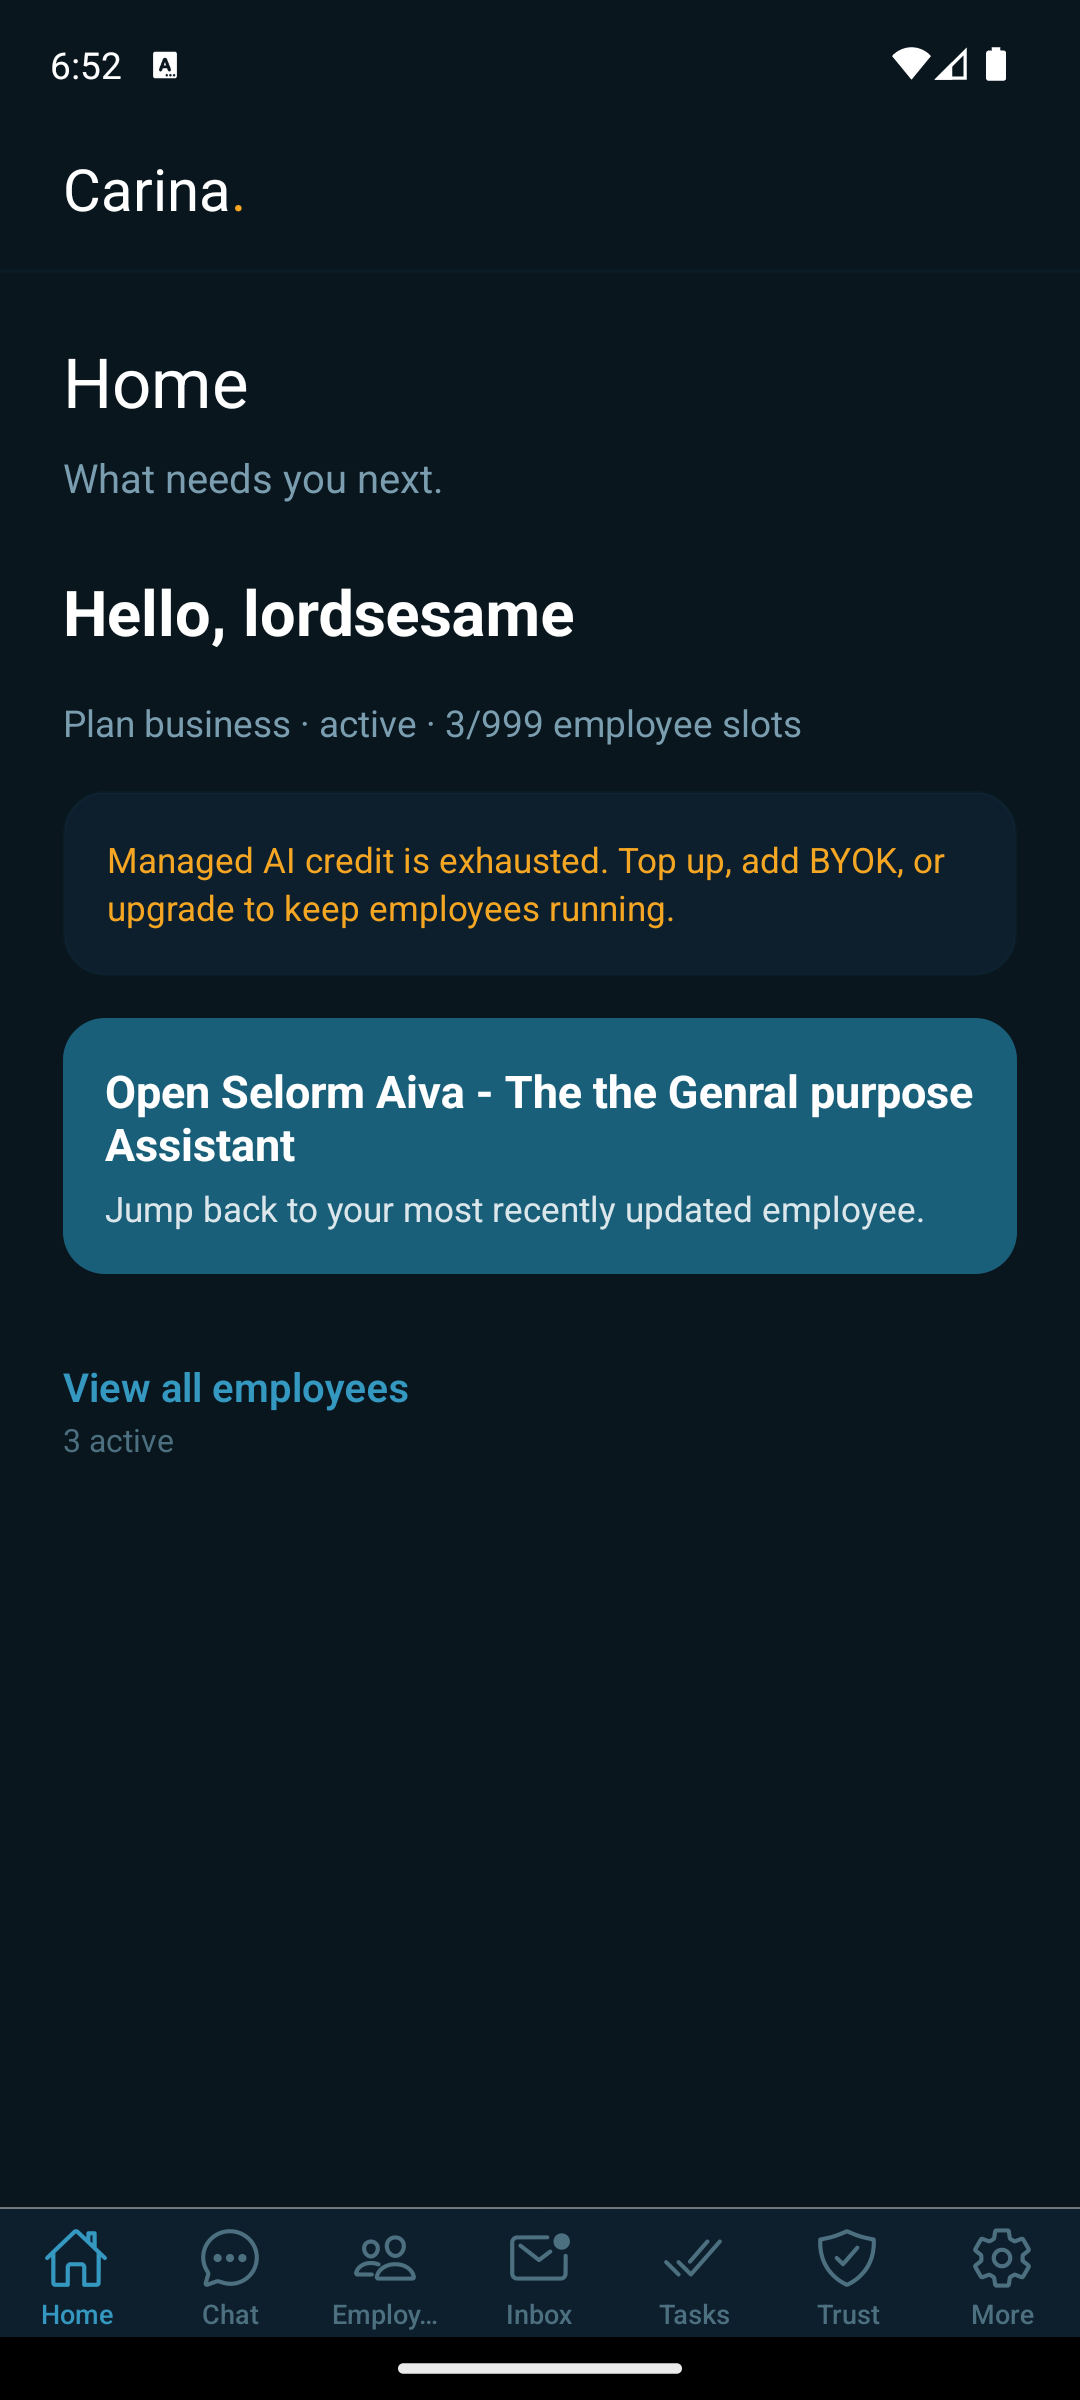 6:52
Carina.
Home
What needs you next.
Hello, lordsesame
Plan business · active · 3/999 employee slots
Managed AI credit is exhausted. Top up, add BYOK, or
upgrade to keep employees running.
Open Selorm Aiva - The the Genral purpose
Assistant
Jump back to your most recently updated employee.
View all employees
3 active
Home
Chat
Employ...
Inbox
Tasks
Trust
More